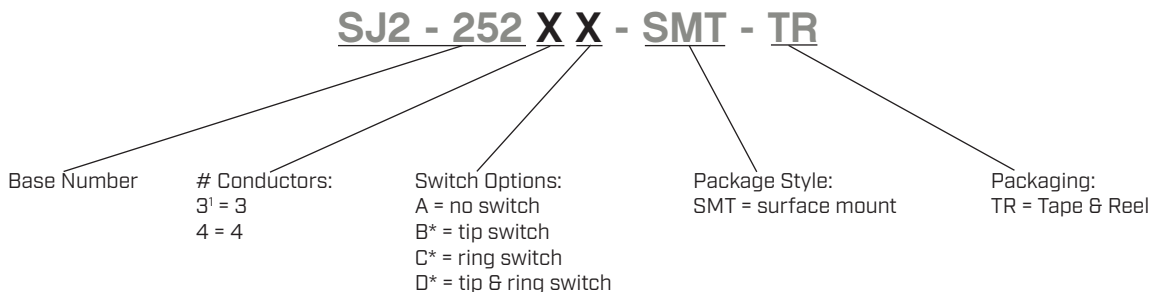 SJ2 - 252 X X - SMT - TR
Base Number
# Conductors:
3¹ = 3
4 = 4
Switch Options:
A = no switch
B* = tip switch
C* = ring switch
D* = tip & ring switch
Package Style:
SMT = surface mount
Packaging:
TR = Tape & Reel